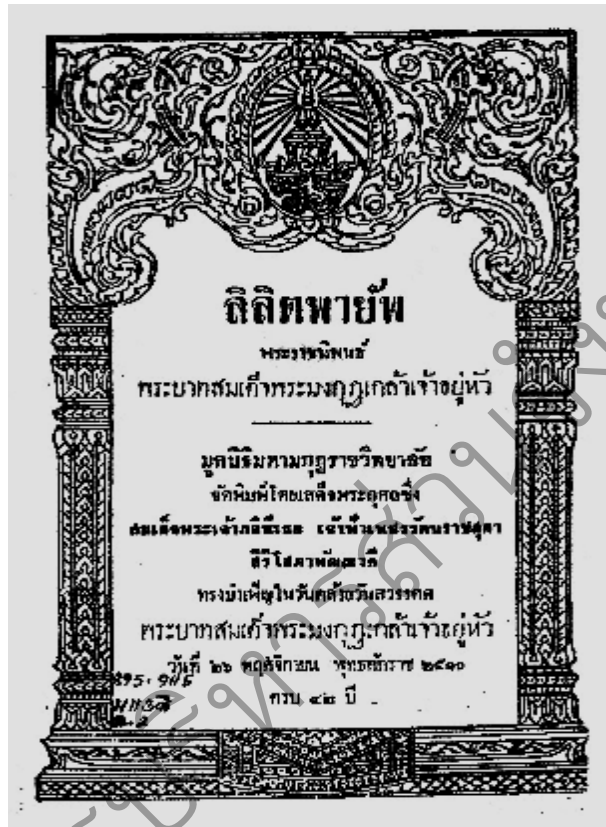 ลิลิตพายัพ
พระราชนิพนธ์
พระบาทสมเด็จพระมงกุฎเกล้าเจ้าอยู่หัว
มูลนิธิมหามกุฏราชวิทยาลัย
จัดพิมพ์โดยเสด็จพระกุศลซึ่ง
สมเด็จพระเจ้าภคินีเธอ เจ้าฟ้าเพชรรัตนราชสุดา
สิริโสภาพัณณวดี
ทรงบำเพ็ญในวันคล้ายวันสวรรคต
พระบาทสมเด็จพระมงกุฎเกล้าเจ้าอยู่หัว
วันที่ ๒๖ พฤศจิกายน พุทธศักราช ๒๕๑๐
ครบ ๔๒ ปี
895.915